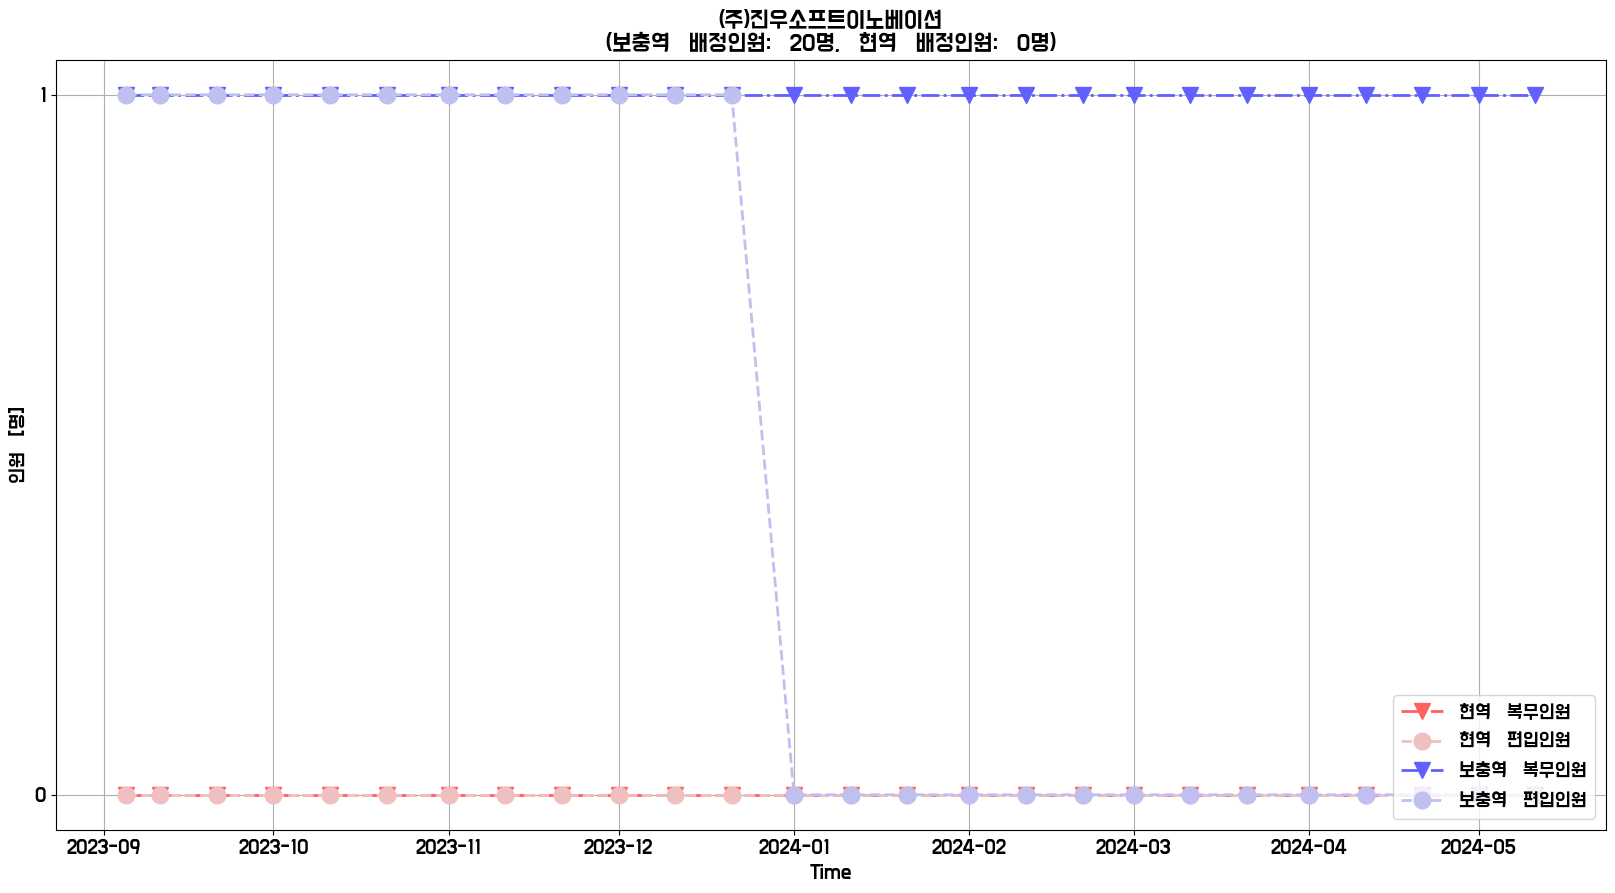 (주)진우소프트이노베이션
(보충역 배정인원: 20명, 현역 배정인원: 0명)
1
인원 [명]
0
현역 복무인원
현역 편입인원
보충역 복무인원
보충역 편입인원
2023-09 2023-10 2023-11 2023-12 2024-01 2024-02 2024-03 2024-04 2024-05
Time